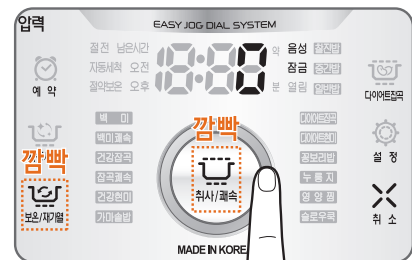 압력
EASY JOG DIAL SYSTEM
절전 남은시간
자동세척 오전
절약보온 오후
약
분
음성 찰진밥
잠금 중간밥
열림 일반밥
예 약
다이어트잡곡
백 미
백미쾌속
건강잡곡
잡곡쾌속
건강현미
가마솥밥
깜빡
취사/쾌속
다이어트잡곡
다이어트현미
꽁보리밥
누 룽 지
영 양 찜
슬로우쿡
깜빡
보온/재가열
설 정
취 소
MADE IN KORE